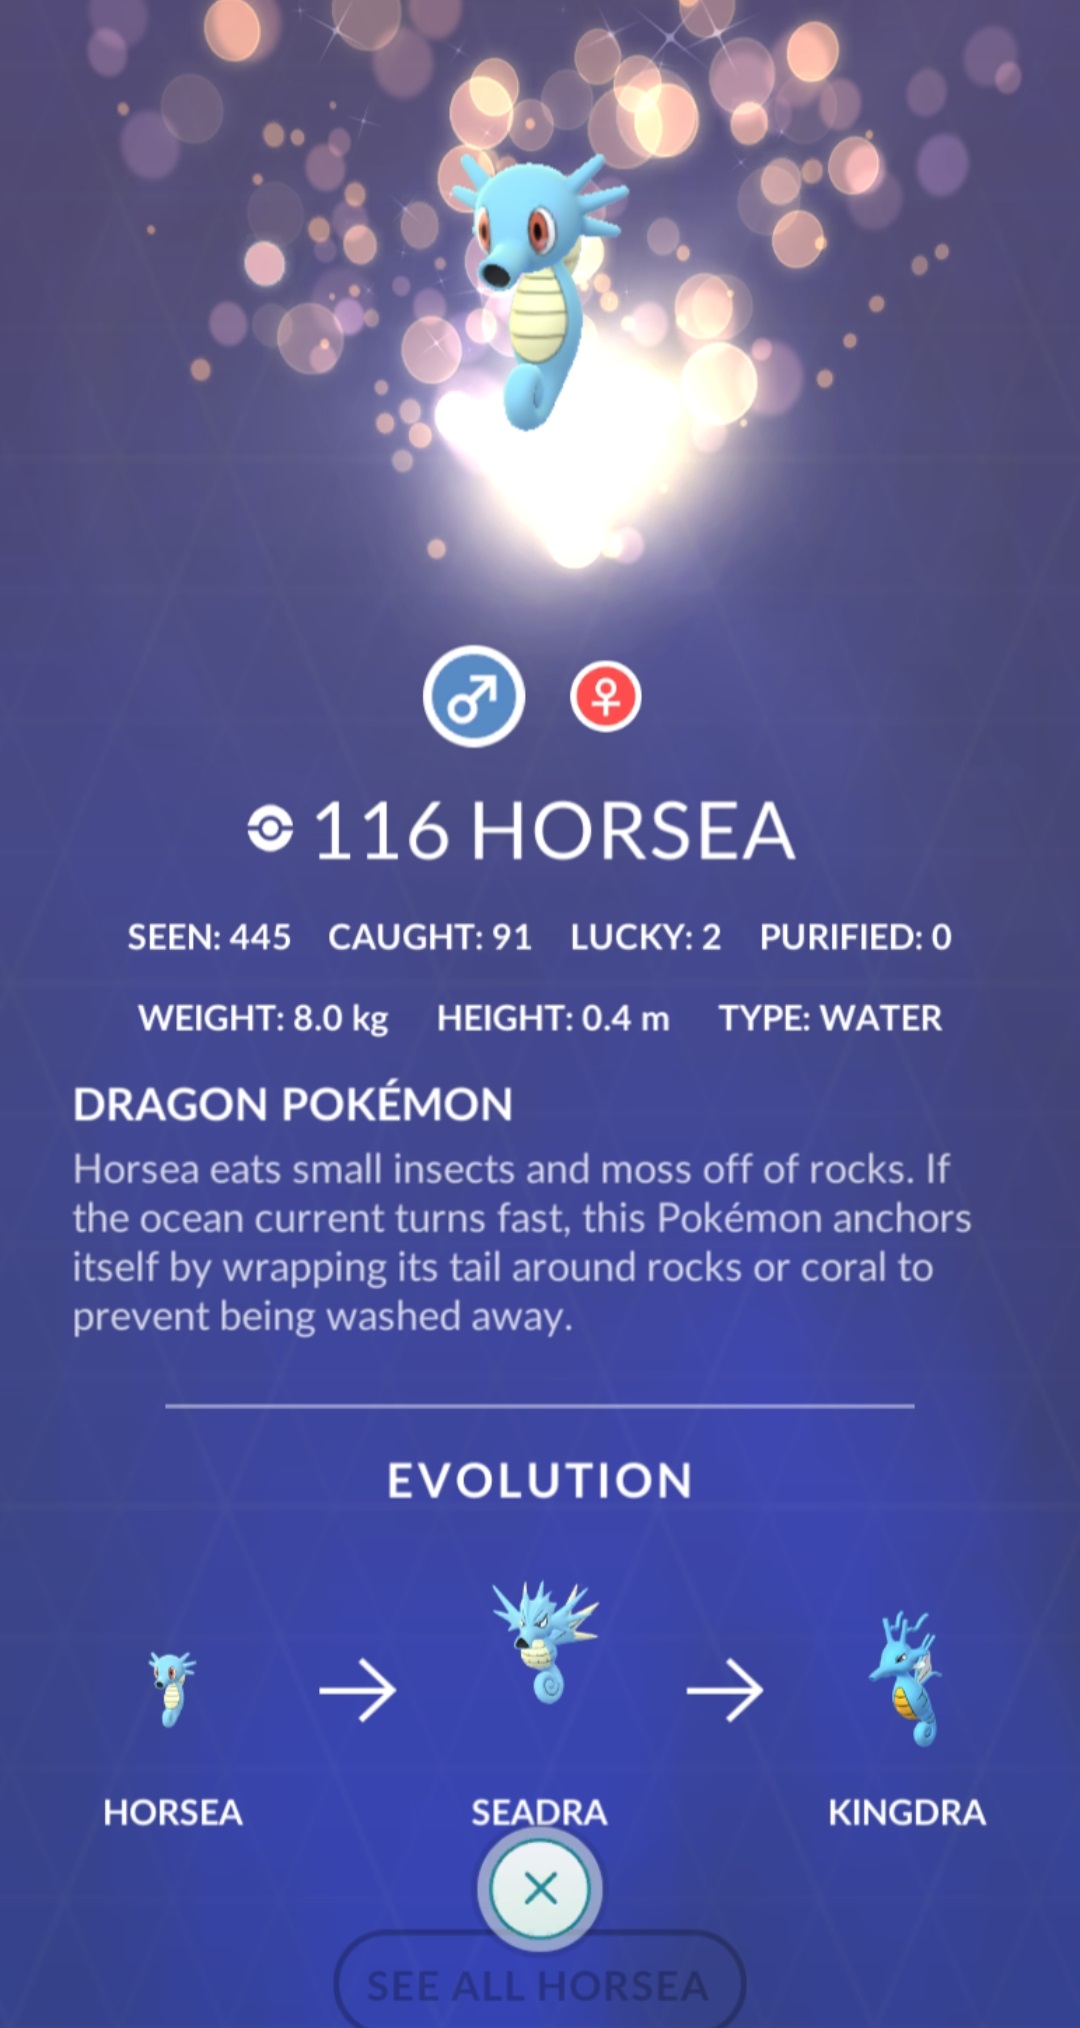 116 HORSEA
SEEN: 445 CAUGHT: 91 LUCKY: 2 PURIFIED: 0
WEIGHT: 8.0 kg HEIGHT: 0.4 m TYPE: WATER
DRAGON POKÉMON
Horsea eats small insects and moss off of rocks. If
the ocean current turns fast, this Pokémon anchors
itself by wrapping its tail around rocks or coral to
prevent being washed away.
EVOLUTION
HORSEA SEADRA KINGDRA
SEE ALL HORSEA